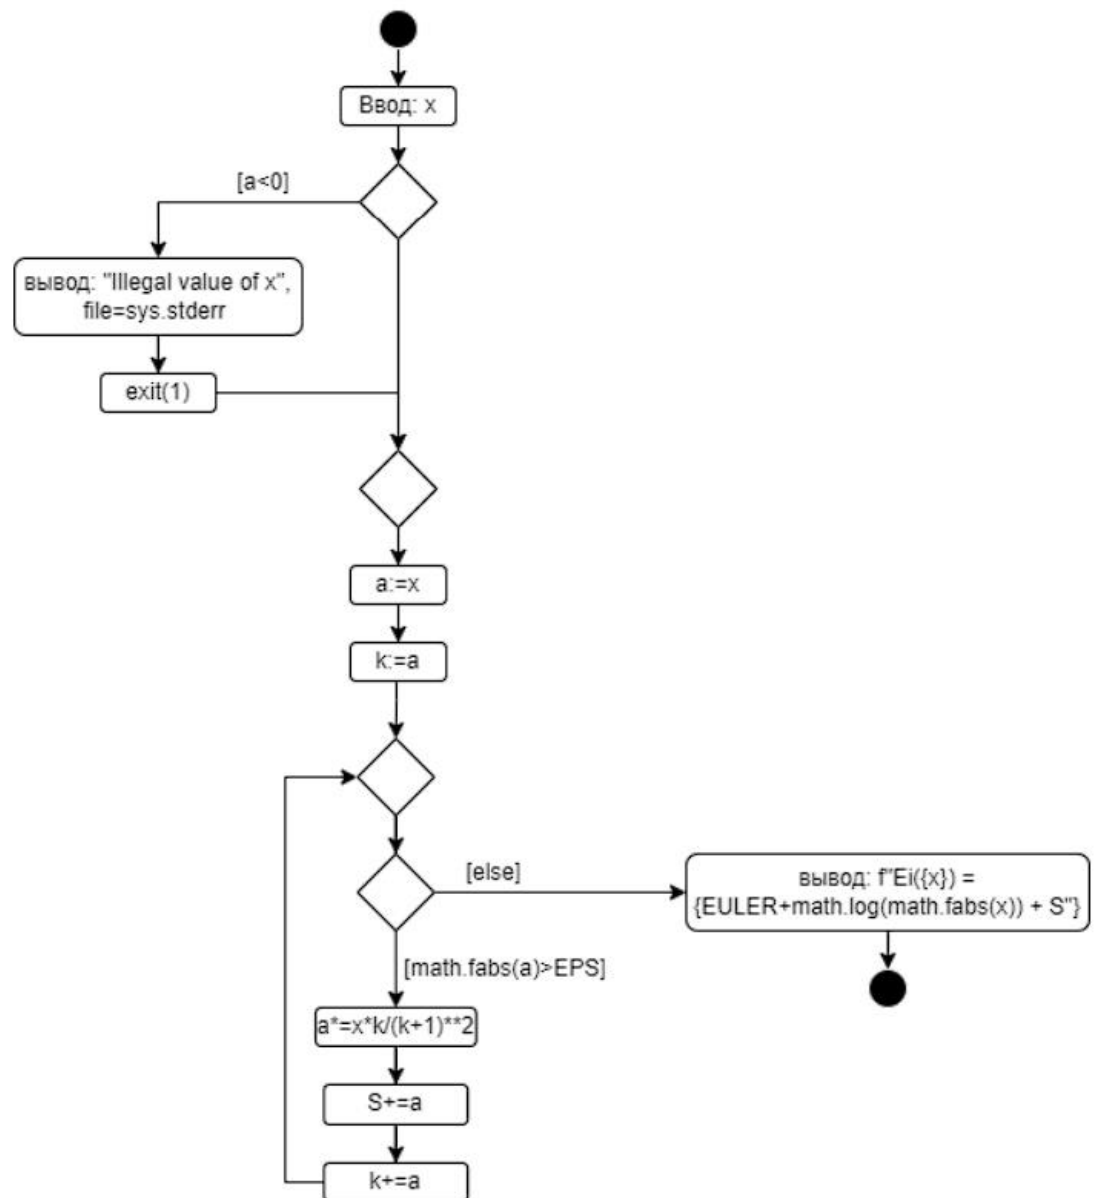 Ввод: x
[a<0]
вывод: "Illegal value of x",
file=sys.stderr
exit(1)
a:=x
k:=a
[else]
вывод: f"Ei({x}) =
{EULER+math.log(math.fabs(x)) + S"}
[math.fabs(a)>EPS]
a*=x*k/(k+1)**2
S+=a
k+=a